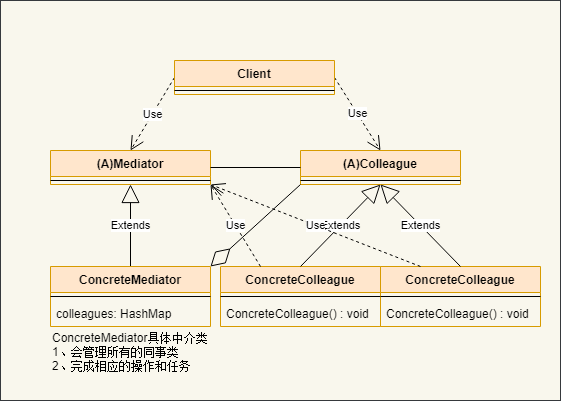 Client
Use
Use
(A)Mediator
(A)Colleague
Extends
Use
Use
Extends
Extends
ConcreteMediator
ConcreteColleague
ConcreteColleague
colleagues: HashMap
ConcreteColleague() : void
ConcreteColleague() : void
ConcreteMediator具体中介类
1、会管理所有的同事类
2、完成相应的操作和任务